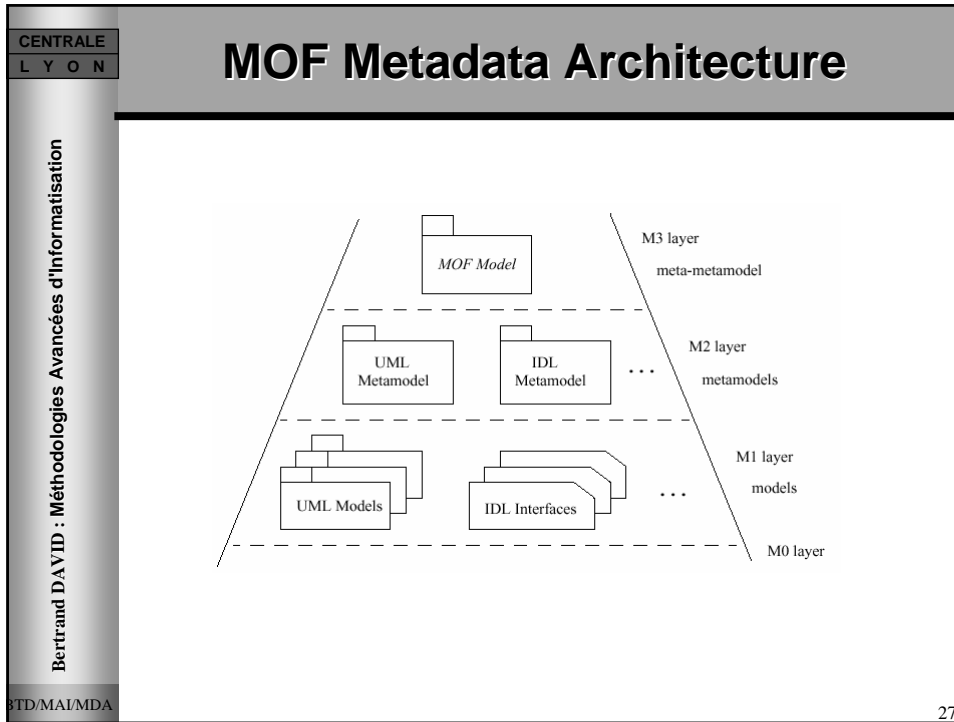 CENTRALE
L Y O N
MOF Metadata Architecture
Bertrand DAVID : Méthodologies Avancées d'Informatisation
MOF Model
M3 layer
meta-metamodel
UML
Metamodel
IDL
Metamodel
...
M2 layer
metamodels
UML Models
IDL Interfaces
...
M1 layer
models
M0 layer
BTD/MAI/MDA
27